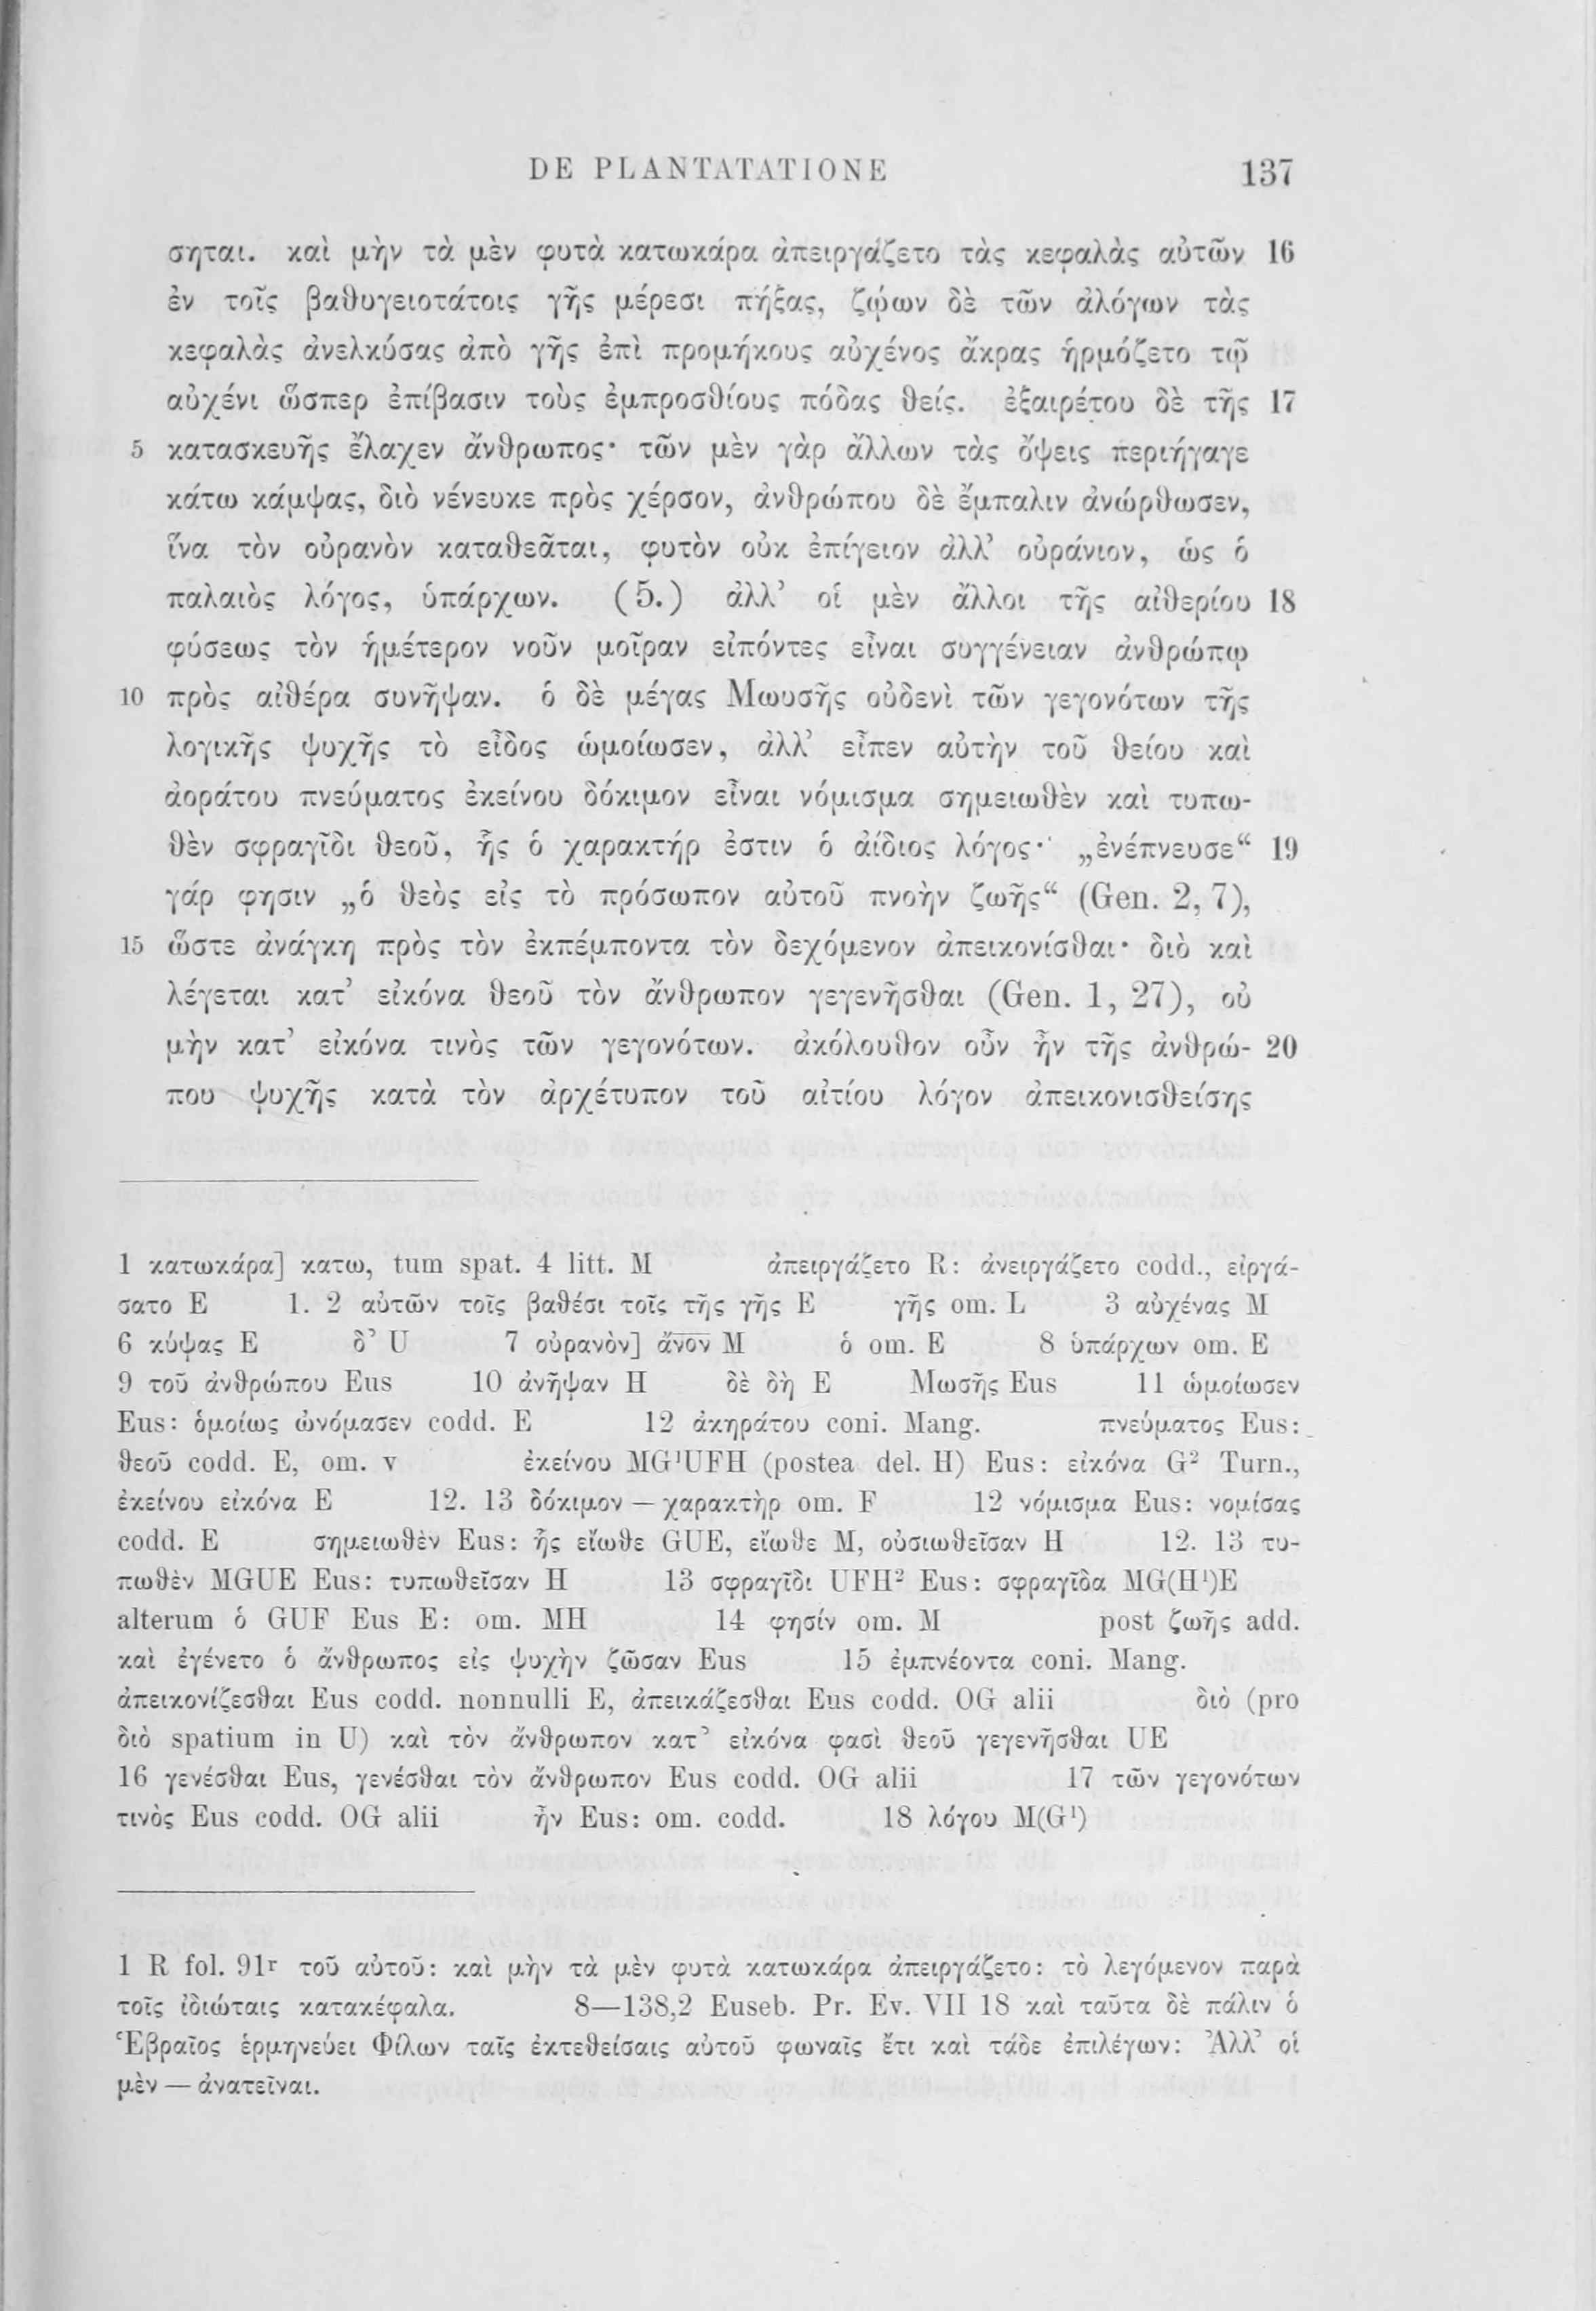 DE PLANTATATIONE 137
σηται. καὶ μὴν τὰ μὲν φυτὰ κατωκάρα ἀπειργάζετο τὰς κεφαλὰς αὐτῶν 16
ἐν τοῖς βαθυγειοτάτοις γῆς μέρεσι πήξας, ζῴων δὲ τῶν ἀλόγων τὰς
κεφαλὰς ἀνελκύσας ἀπὸ γῆς ἐπὶ προμήκους αὐχένος ἄκρας ἡρμόζετο τῷ
αὐχένι ὥσπερ ἐπίβασιν τοὺς ἐμπροσθίους πόδας θείς. ἐξαιρέτου δὲ τῆς 17
5 κατασκευῆς ἔλαχεν ἄνθρωπος· τῶν μὲν γὰρ ἄλλων τὰς ὄψεις περιήγαγε
κάτω κάμψας, διὸ νένευκε πρὸς χέρσον, ἀνθρώπου δὲ ἔμπαλιν ἀνώρθωσεν,
ἵνα τὸν οὐρανὸν καταθεᾶται, φυτὸν οὐκ ἐπίγειον ἀλλ’ οὐράνιον, ὡς ὁ
παλαιὸς λόγος, ὑπάρχων. (5.) ἀλλ’ οἱ μὲν ἄλλοι τῆς αἰθερίου 18
φύσεως τὸν ἡμέτερον νοῦν μοῖραν εἰπόντες εἶναι συγγένειαν ἀνθρώπῳ
10 πρὸς αἰθέρα συνῆψαν. ὁ δὲ μέγας Μωυσῆς οὐδενὶ τῶν γεγονότων τῆς
λογικῆς ψυχῆς τὸ εἶδος ὡμοίωσεν, ἀλλ’ εἶπεν αὐτὴν τοῦ θείου καὶ
ἀοράτου πνεύματος ἐκείνου δόκιμον εἶναι νόμισμα σημειωθὲν καὶ τυπω-
θὲν σφραγῖδι θεοῦ, ἧς ὁ χαρακτήρ ἐστιν ὁ ἀίδιος λόγος· „ἐνέπνευσε“ 19
γάρ φησιν „ὁ θεὸς εἰς τὸ πρόσωπον αὐτοῦ πνοὴν ζωῆς“ (Gen. 2, 7),
15 ὥστε ἀνάγκη πρὸς τὸν ἐκπέμποντα τὸν δεχόμενον ἀπεικονίσθαι· διὸ καὶ
λέγεται κατ’ εἰκόνα θεοῦ τὸν ἄνθρωπον γεγενῆσθαι (Gen. 1, 27), οὐ
μὴν κατ’ εἰκόνα τινὸς τῶν γεγονότων. ἀκόλουθον οὖν ἦν τῆς ἀνθρώ- 20
που ψυχῆς κατὰ τὸν ἀρχέτυπον τοῦ αἰτίου λόγον ἀπεικονισθείσης
1 κατωκάρα] κατω, tum spat. 4 litt. M ἀπειργάζετο R: ἀνειργάζετο codd., εἰργά-
σατο E 1. 2 αὐτῶν τοῖς βαθέσι τοῖς τῆς γῆς E γῆς om. L 3 αὐχένας M
6 κύψας E δ’ U 7 οὐρανὸν] ἄνον M ὁ om. E 8 ὑπάρχων om. E
9 τοῦ ἀνθρώπου Eus 10 ἀνῆψαν H δὲ δὴ E Μωσῆς Eus 11 ὡμοίωσεν
Eus: ὁμοίως ὠνόμασεν codd. E 12 ἀκηράτου coni. Mang. πνεύματος Eus:
θεοῦ codd. E, om. v ἐκείνου MG¹UFH (postea del. H) Eus: εἰκόνα G² Turn.,
ἐκείνου εἰκόνα E 12. 13 δόκιμον — χαρακτὴρ om. F 12 νόμισμα Eus: νομίσας
codd. E σημειωθὲν Eus: ἧς εἴωθε GUE, εἴωθε M, οὐσιωθεῖσαν H 12. 13 τυ-
πωθὲν MGUE Eus: τυπωθεῖσαν H 13 σφραγῖδι UFH² Eus: σφραγῖδα MG(H¹)E
alterum ὁ GUF Eus E: om. MH 14 φησίν om. M post ζωῆς add.
καὶ ἐγένετο ὁ ἄνθρωπος εἰς ψυχὴν ζῶσαν Eus 15 ἐμπνέοντα coni. Mang.
ἀπεικονίζεσθαι Eus codd. nonnulli E, ἀπεικάζεσθαι Eus codd. OG alii διὸ (pro
διὸ spatium in U) καὶ τὸν ἄνθρωπον κατ’ εἰκόνα φασὶ θεοῦ γεγενῆσθαι UE
16 γενέσθαι Eus, γενέσθαι τὸν ἄνθρωπον Eus codd. OG alii 17 τῶν γεγονότων
τινὸς Eus codd. OG alii ἦν Eus: om. codd. 18 λόγου M(G¹)
1 R fol. 91r τοῦ αὐτοῦ: καὶ μὴν τὰ μὲν φυτὰ κατωκάρα ἀπειργάζετο: τὸ λεγόμενον παρὰ
τοῖς ἰδιώταις κατακέφαλα. 8—138,2 Euseb. Pr. Ev. VII 18 καὶ ταῦτα δὲ πάλιν ὁ
Ἑβραῖος ἑρμηνεύει Φίλων ταῖς ἐκτεθείσαις αὐτοῦ φωναῖς ἔτι καὶ τάδε ἐπιλέγων: Ἀλλ’ οἱ
μὲν — ἀνατεῖναι.